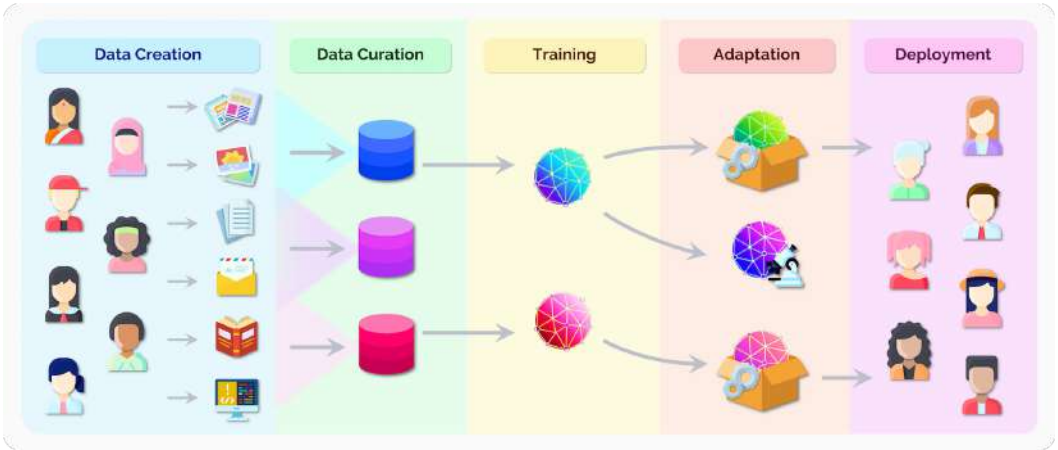 Data Creation
Data Curation
Training
Adaptation
Deployment